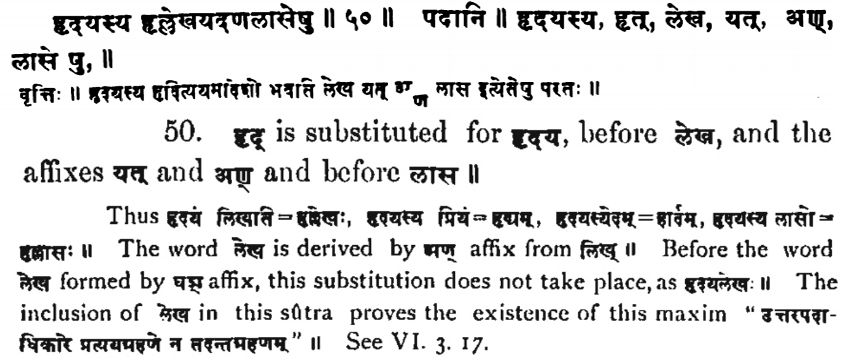 हृदयस्य हृल्लेखयदण्लासेषु ॥ ५० ॥ पदानि ॥ हृदयस्य, हृत्, लेख, यत्, अण्,
लासे षु, ॥
वृत्तिः ॥ हृदयस्य हृदित्ययमादेशो भवति लेख यत् अण् लास इत्येतेषु परतः ॥
50. हृद् is substituted for हृदय, before लेख, and the
affixes यत् and अण् and before लास ॥
Thus हृदयं लिखाति=हृल्लेखः, हृदयस्य प्रियं=हृद्यम्, हृदयस्येदम्=हार्दम्, हृदयस्य लासो=
हृल्लासः ॥ The word लेख is derived by अण् affix from लिख् ॥ Before the word
लेख formed by घञ् affix, this substitution does not take place, as हृदयलेखः ॥ The
inclusion of लेख in this sûtra proves the existence of this maxim "उत्तरपदा-
धिकारे प्रत्ययग्रहणे न तदन्तग्रहणम्" ॥ See VI. 3. 17.